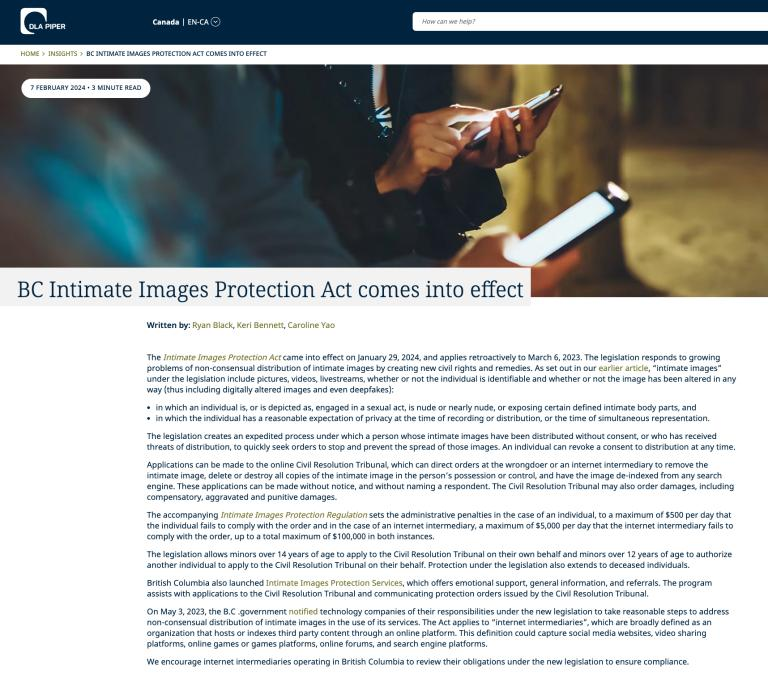 DLA PIPER
Canada | EN-CA
How can we help?
HOME > INSIGHTS > BC INTIMATE IMAGES PROTECTION ACT COMES INTO EFFECT
7 FEBRUARY 2024 • 3 MINUTE READ
BC Intimate Images Protection Act comes into effect
Written by: Ryan Black, Keri Bennett, Caroline Yao
The Intimate Images Protection Act came into effect on January 29, 2024, and applies retroactively to March 6, 2023. The legislation responds to growing
problems of non-consensual distribution of intimate images by creating new civil rights and remedies. As set out in our earlier article, "intimate images"
under the legislation include pictures, videos, livestreams, whether or not the individual is identifiable and whether or not the image has been altered in any
way (thus including digitally altered images and even deepfakes):
• in which an individual is, or is depicted as, engaged in a sexual act, is nude or nearly nude, or exposing certain defined intimate body parts, and
• in which the individual has a reasonable expectation of privacy at the time of recording or distribution, or the time of simultaneous representation.
The legislation creates an expedited process under which a person whose intimate images have been distributed without consent, or who has received
threats of distribution, to quickly seek orders to stop and prevent the spread of those images. An individual can revoke a consent to distribution at any time.
Applications can be made to the online Civil Resolution Tribunal, which can direct orders at the wrongdoer or an internet intermediary to remove the
intimate image, delete or destroy all copies of the intimate image in the person's possession or control, and have the image de-indexed from any search
engine. These applications can be made without notice, and without naming a respondent. The Civil Resolution Tribunal may also order damages, including
compensatory, aggravated and punitive damages.
The accompanying Intimate Images Protection Regulation sets the administrative penalties in the case of an individual, to a maximum of $500 per day that
the individual fails to comply with the order and in the case of an internet intermediary, a maximum of $5,000 per day that the internet intermediary fails to
comply with the order, up to a total maximum of $100,000 in both instances.
The legislation allows minors over 14 years of age to apply to the Civil Resolution Tribunal on their own behalf and minors over 12 years of age to authorize
another individual to apply to the Civil Resolution Tribunal on their behalf. Protection under the legislation also extends to deceased individuals.
British Columbia also launched Intimate Images Protection Services, which offers emotional support, general information, and referrals. The program
assists with applications to the Civil Resolution Tribunal and communicating protection orders issued by the Civil Resolution Tribunal.
On May 3, 2023, the B.C .government notified technology companies of their responsibilities under the new legislation to take reasonable steps to address
non-consensual distribution of intimate images in the use of its services. The Act applies to "internet intermediaries", which are broadly defined as an
organization that hosts or indexes third party content through an online platform. This definition could capture social media websites, video sharing
platforms, online games or games platforms, online forums, and search engine platforms.
We encourage internet intermediaries operating in British Columbia to review their obligations under the new legislation to ensure compliance.